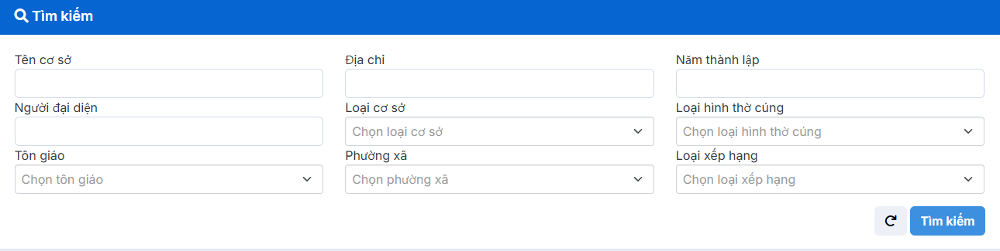 Tìm kiếm
Tên cơ sở Địa chỉ Năm thành lập
Người đại diện Loại cơ sở Loại hình thờ cúng
Chọn loại cơ sở Chọn loại hình thờ cúng
Tôn giáo Phường xã Loại xếp hạng
Chọn tôn giáo Chọn phường xã Chọn loại xếp hạng
Tìm kiếm